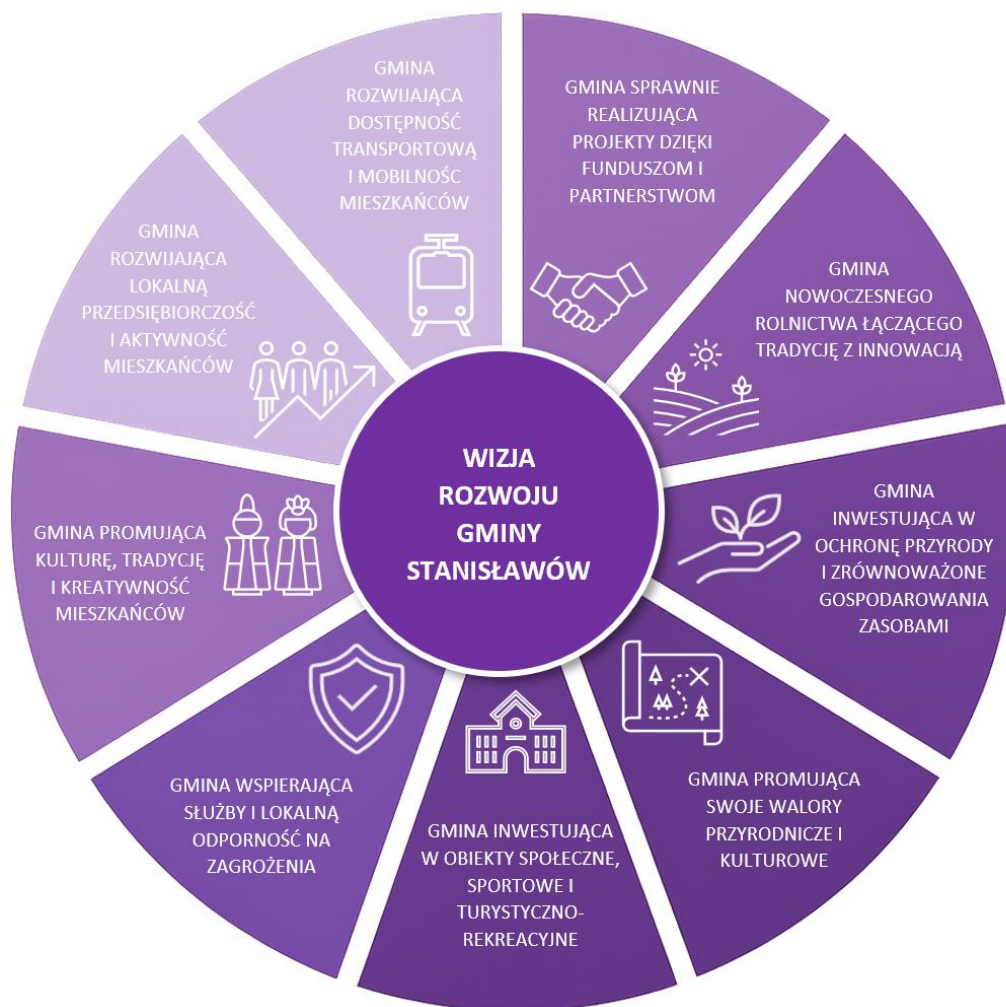 GMINA
ROZWIJAJĄCA
DOSTĘPNOŚĆ
TRANSPORTOWĄ
I MOBILNOŚC
MIESZKAŃCÓW
GMINA SPRAWNIE
REALIZUJĄCA
PROJEKTY DZIĘKI
FUNDUSZOM I
PARTNERSTWOM
GMINA
NOWOCZESNEGO
ROLNICTWA ŁĄCZĄCEGO
TRADYCJĘ Z INNOWACJĄ
GMINA
INWESTUJĄCA W
OCHRONĘ PRZYRODY
I ZRÓWNOWAŻONE
GOSPODAROWANIA
ZASOBAMI
GMINA PROMUJĄCA
SWOJE WALORY
PRZYRODNICZE I
KULTUROWE
GMINA INWESTUJĄCA
W OBIEKTY SPOŁECZNE,
SPORTOWE I
TURYSTYCZNO-
REKREACYJNE
GMINA WSPIERAJĄCA
SŁUŻBY I LOKALNĄ
ODPORNOŚĆ NA
ZAGROŻENIA
GMINA PROMUJĄCA
KULTURĘ, TRADYCJĘ
I KREATYWNOŚĆ
MIESZKAŃCÓW
GMINA
ROZWIJAJĄCA
LOKALNĄ
PRZEDSIĘBIORCZOŚĆ
I AKTYWNOŚĆ
MIESZKAŃCÓW
WIZJA
ROZWOJU
GMINY
STANISŁAWÓW